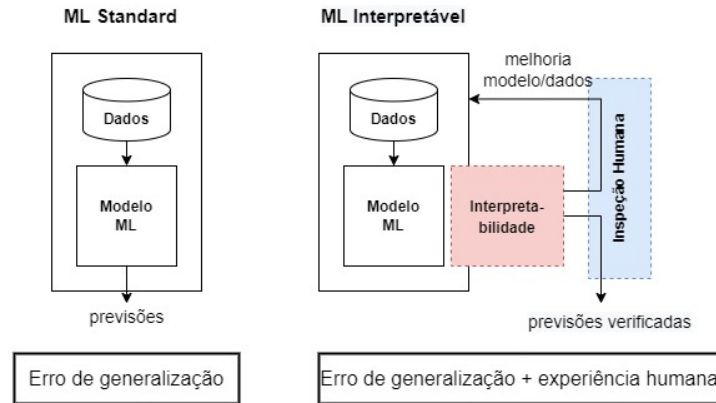 ML Standard
Dados
Modelo
ML
previsões
Erro de generalização
ML Interpretável
melhoria
modelo/dados
Dados
Modelo
ML
Interpreta-
bilidade
Inspeção Humana
previsões verificadas
Erro de generalização + experiência humana